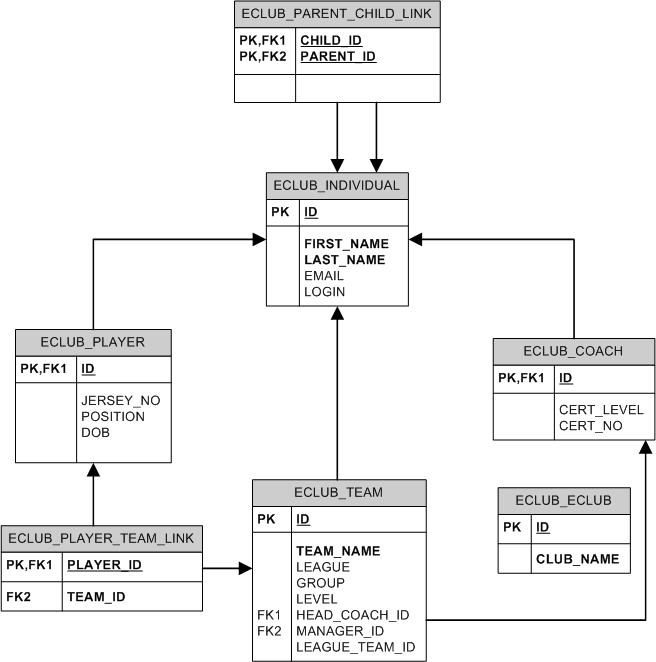 ECLUB_PARENT_CHILD_LINK
PK,FK1 CHILD_ID
PK,FK2 PARENT_ID
ECLUB_INDIVIDUAL
PK ID
FIRST_NAME
LAST_NAME
EMAIL
LOGIN
ECLUB_PLAYER
PK,FK1 ID
JERSEY_NO
POSITION
DOB
ECLUB_COACH
PK,FK1 ID
CERT_LEVEL
CERT_NO
ECLUB_PLAYER_TEAM_LINK
PK,FK1 PLAYER_ID
FK2 TEAM_ID
ECLUB_TEAM
PK ID
TEAM_NAME
LEAGUE
GROUP
LEVEL
FK1 HEAD_COACH_ID
FK2 MANAGER_ID
LEAGUE_TEAM_ID
ECLUB_ECLUB
PK ID
CLUB_NAME